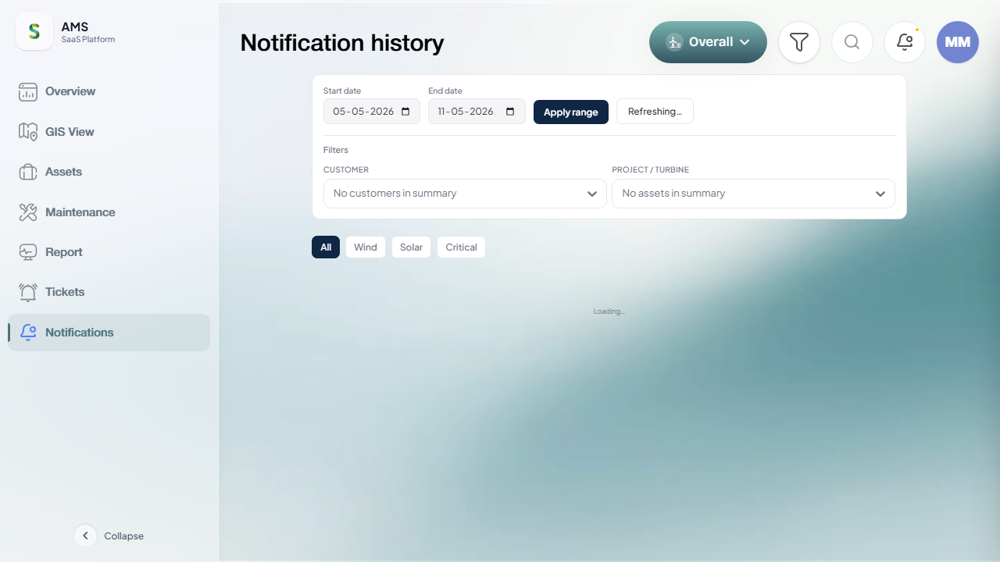 AMS
SaaS Platform
Overview
GIS View
Assets
Maintenance
Report
Tickets
Notifications
Collapse
Notification history
Overall
MM
Start date
End date
05-05-2026
11-05-2026
Apply range
Refreshing...
Filters
CUSTOMER
PROJECT / TURBINE
No customers in summary
No assets in summary
All
Wind
Solar
Critical
Loading...